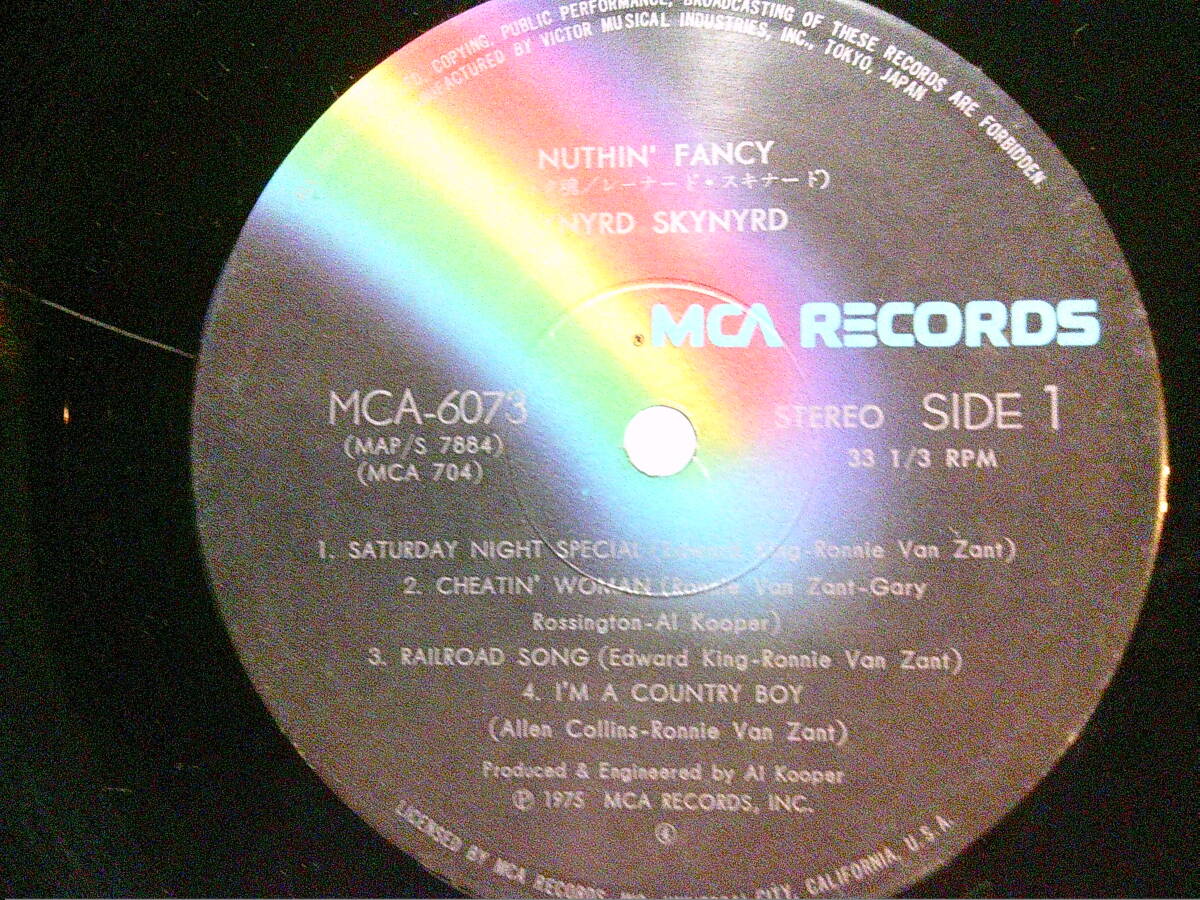 COPYING, PUBLIC PERFORMANCE, BROADCASTING OF THESE RECORDS ARE FORBIDDEN.
BY VICTOR MUSICAL INDUSTRIES, INC., TOKYO, JAPAN
NUTHIN' FANCY
魂/レーナード・スキナード)
SKYNYRD
MCA RECORDS
MCA-6073
(MAP/S 7884)
(MCA 704)
STEREO SIDE 1
33 1/3 RPM
1. SATURDAY NIGHT SPECIAL (Edward King-Ronnie Van Zant)
2. CHEATIN' WOMAN (Ronnie Van Zant-Gary
Rossington-Al Kooper)
3. RAILROAD SONG (Edward King-Ronnie Van Zant)
4. I'M A COUNTRY BOY
(Allen Collins-Ronnie Van Zant)
Produced & Engineered by Al Kooper
Ⓟ 1975 MCA RECORDS, INC.
LICENSED BY MCA RECORDS, CITY, CALIFORNIA, U.S.A.